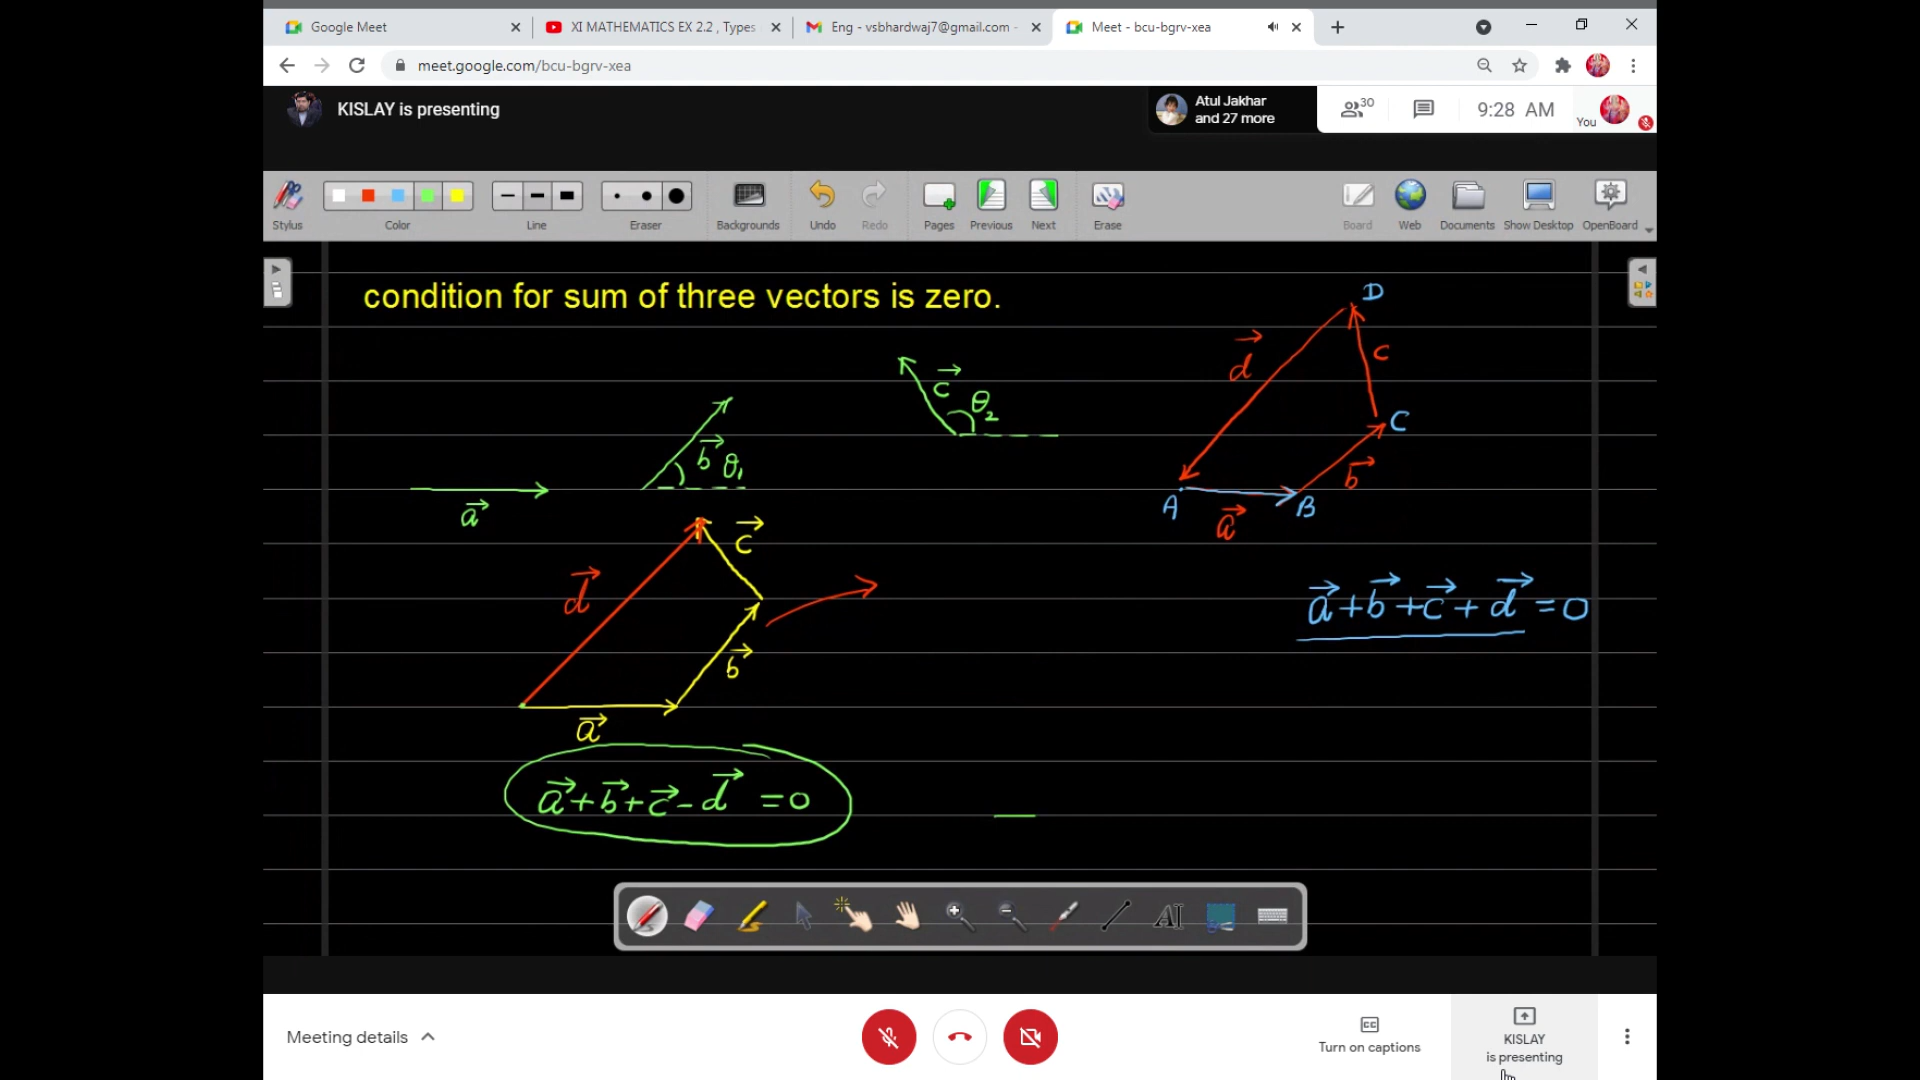 Google Meet
XI MATHEMATICS EX 2.2 , Types
Eng - vsbhardwaj7@gmail.com -
Meet - bcu-bgrv-xea
meet.google.com/bcu-bgrv-xea
KISLAY is presenting
Atul Jakhar
and 27 more
30
9:28 AM
You
Stylus
Color
Line
Eraser
Backgrounds
Undo
Redo
Pages
Previous
Next
Erase
Board
Web
Documents
Show Desktop
OpenBoard
condition for sum of three vectors is zero.
D
d⃗
c
c⃗
θ₂
C
b⃗
θ₁
b⃗
a⃗
A
B
a⃗
c⃗
d⃗
a⃗+b⃗+c⃗+d⃗ =0
b⃗
a⃗
a⃗+b⃗+c⃗-d⃗ =0
AI
Meeting details
CC
Turn on captions
KISLAY
is presenting